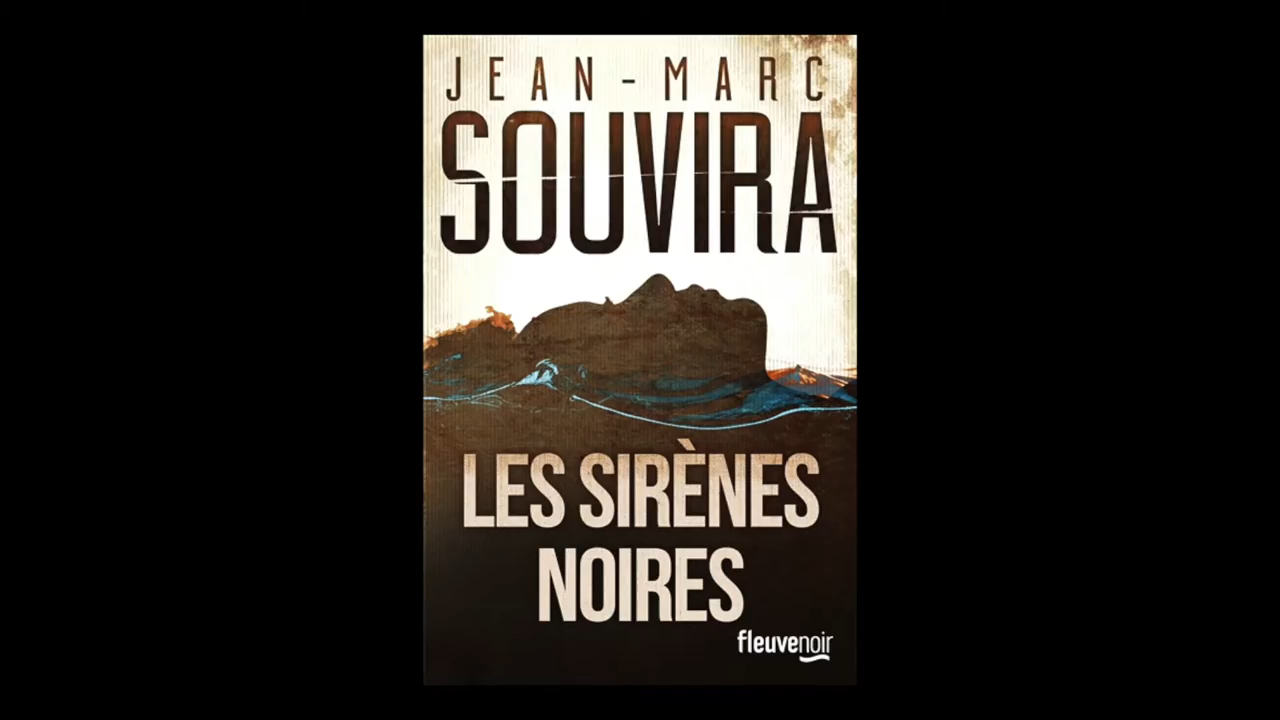 JEAN-MARC
SOUVIRA
LES SIRÈNES
NOIRES
fleuvenoir